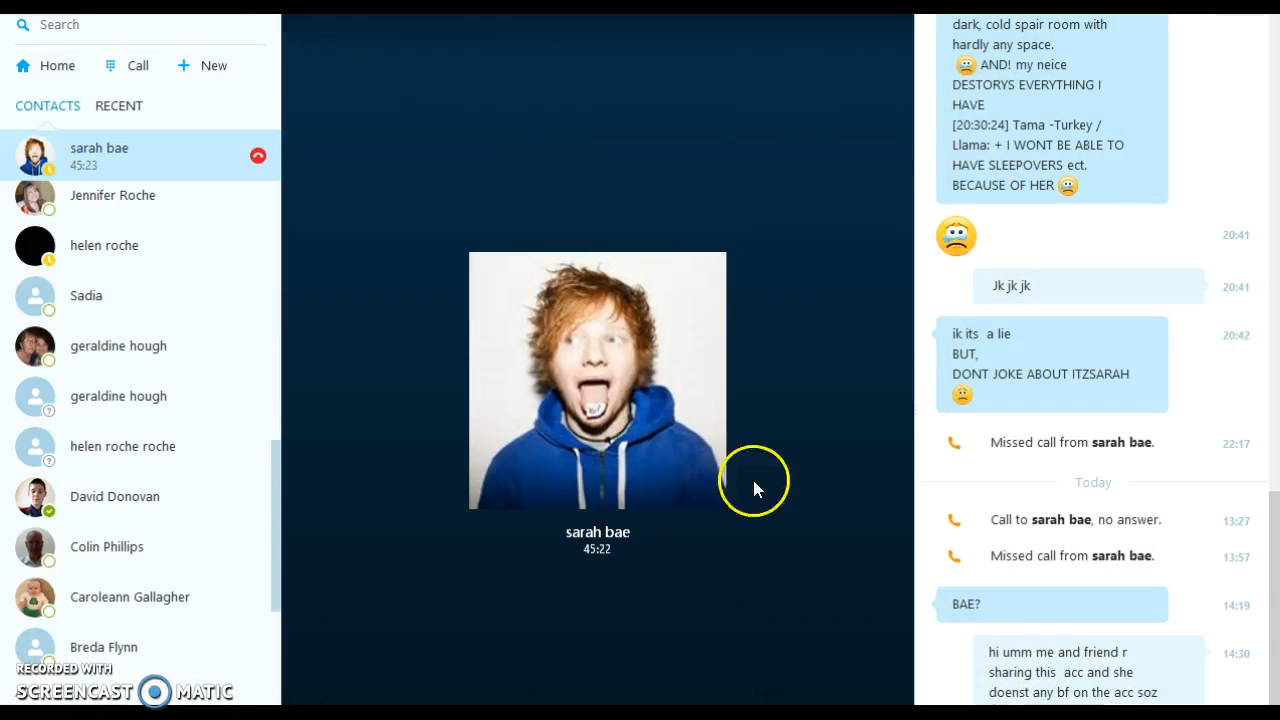 Search
Home
Call
New
CONTACTS
RECENT
sarah bae
45:23
Jennifer Roche
helen roche
Sadia
geraldine hough
geraldine hough
helen roche roche
David Donovan
Colin Phillips
Caroleann Gallagher
Breda Flynn
RECORDED WITH
SCREENCAST MATIC
sarah bae
45:22
dark, cold spair room with
hardly any space.
AND! my neice
DESTORYS EVERYTHING I
HAVE
[20:30:24] Tama -Turkey /
Llama: + I WONT BE ABLE TO
HAVE SLEEPOVERS ect.
BECAUSE OF HER
20:41
Jk jk jk
20:41
ik its a lie
20:42
BUT,
DONT JOKE ABOUT ITZSARAH
Missed call from sarah bae.
22:17
Today
Call to sarah bae, no answer.
13:27
Missed call from sarah bae.
13:57
BAE?
14:19
hi umm me and friend r
14:30
sharing this acc and she
doenst any bf on the acc soz